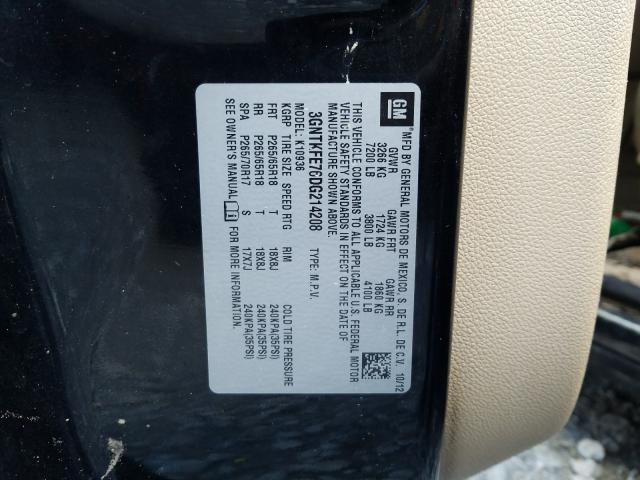 GM
MFD BY GENERAL MOTORS DE MEXICO, S. DE R.L. DE C.V. 10/12
GVWR GAWR FRT GAWR RR
3266 KG 1724 KG 1860 KG
7200 LB 3800 LB 4100 LB
THIS VEHICLE CONFORMS TO ALL APPLICABLE U.S. FEDERAL MOTOR
VEHICLE SAFETY STANDARDS IN EFFECT ON THE DATE OF
MANUFACTURE SHOWN ABOVE.
3GNTKFE76DG214208 TYPE: M.P.V.
MODEL: K10936
KGRP TIRE SIZE SPEED RTG RIM COLD TIRE PRESSURE
FRT P265/65R18 T 18X8J 240KPA(35PSI)
RR P265/65R18 T 18X8J 240KPA(35PSI)
SPA P265/70R17 S 17X7J 240KPA(35PSI)
SEE OWNER'S MANUAL FOR MORE INFORMATION.